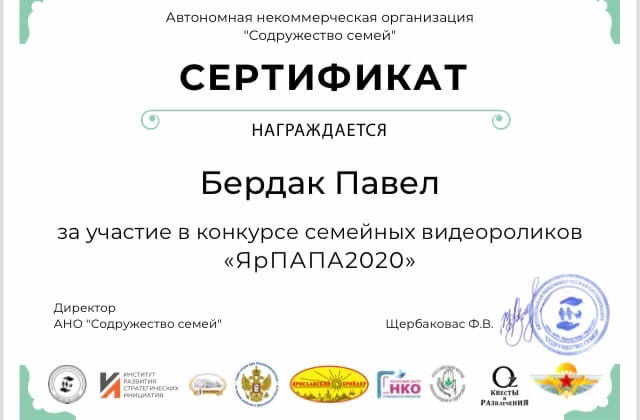 Автономная некоммерческая организация
"Содружество семей"
СЕРТИФИКАТ
НАГРАЖДАЕТСЯ
Бердак Павел
за участие в конкурсе семейных видеороликов
«ЯрПАПА2020»
Директор
АНО "Содружество семей"
Щербаковас Ф.В.
ИНСТИТУТ
РАЗВИТИЯ
СТРАТЕГИЧЕСКИХ
ИНИЦИАТИВ
ЯРОСЛАВСКИЙ БРОЙЛЕР
НКО
КВЕСТЫ
И
РАЗВЛЕЧЕНИЯ